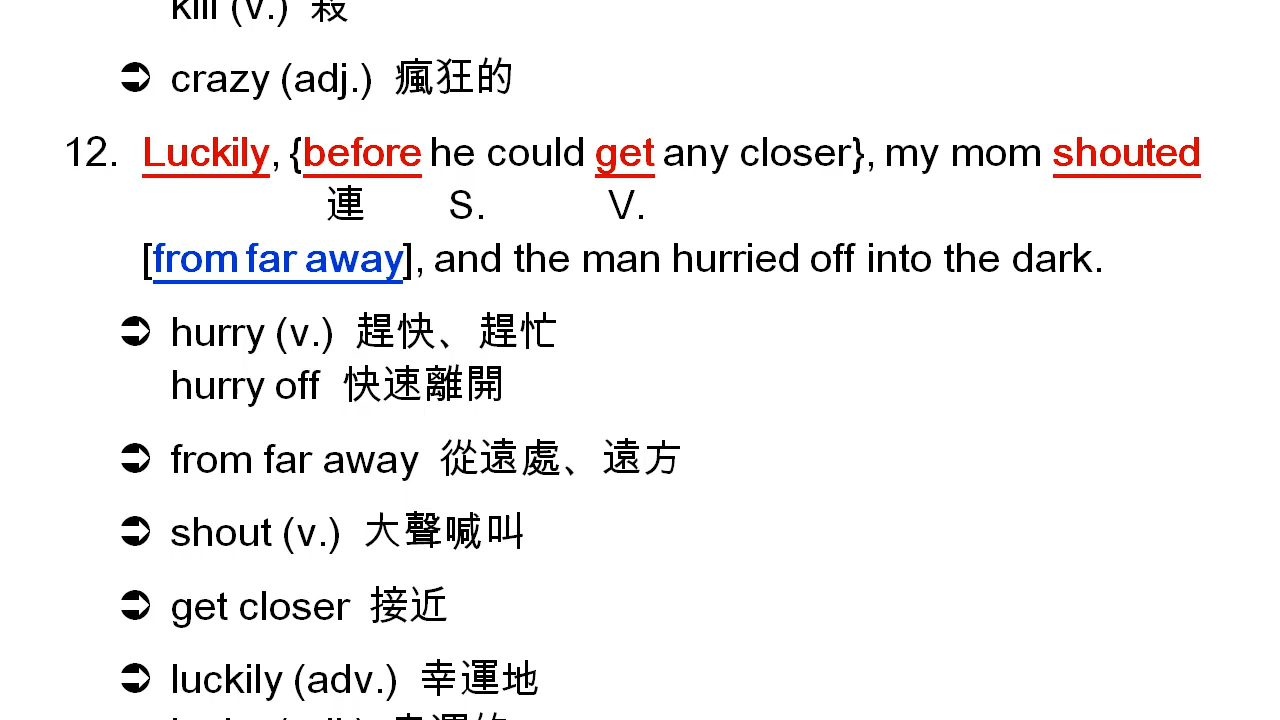 kill (v.) 殺
➲ crazy (adj.) 瘋狂的
12. Luckily, {before he could get any closer}, my mom shouted
連 S. V.
[from far away], and the man hurried off into the dark.
➲ hurry (v.) 趕快、趕忙
hurry off 快速離開
➲ from far away 從遠處、遠方
➲ shout (v.) 大聲喊叫
➲ get closer 接近
➲ luckily (adv.) 幸運地